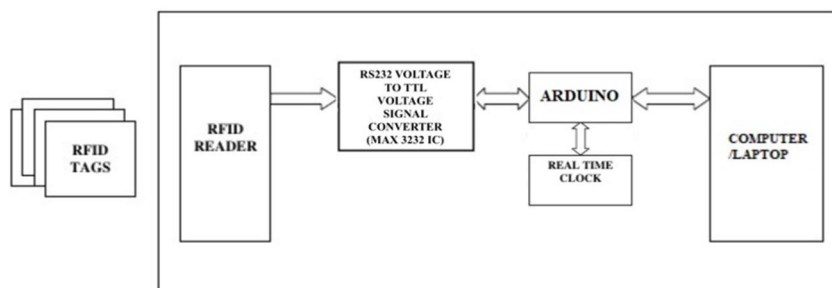 RFID
TAGS
RFID
READER
RS232 VOLTAGE
TO TTL
VOLTAGE
SIGNAL
CONVERTER
(MAX 3232 IC)
ARDUINO
REAL TIME
CLOCK
COMPUTER
/LAPTOP